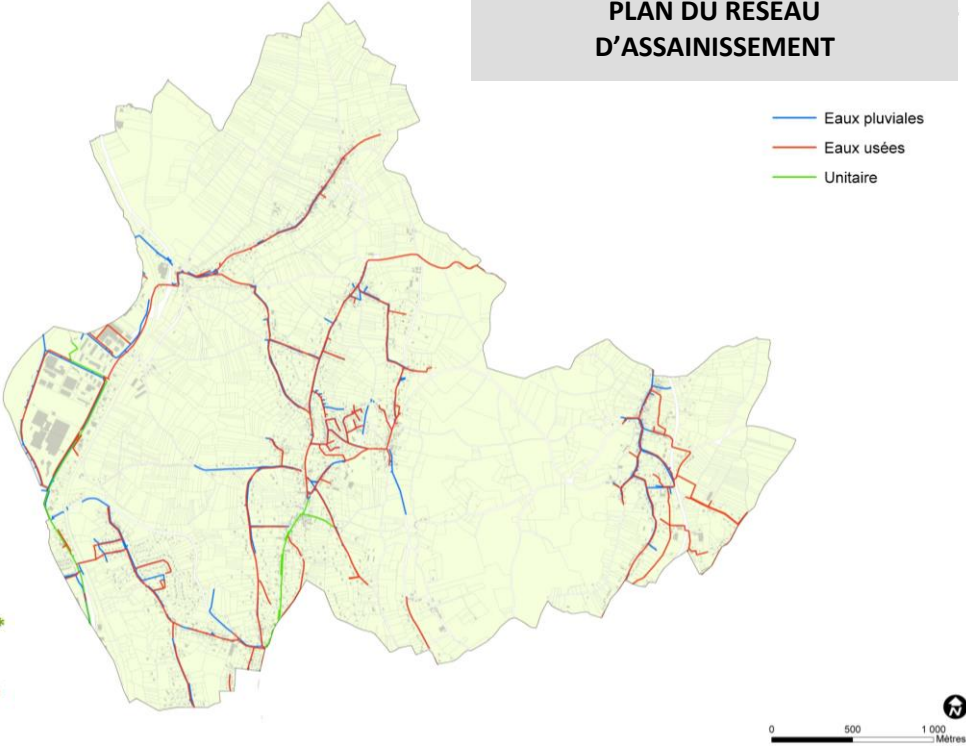 PLAN DU RESEAU
D'ASSAINISSEMENT
Eaux pluviales
Eaux usées
Unitaire
*
N
0 500 1 000
Mètres